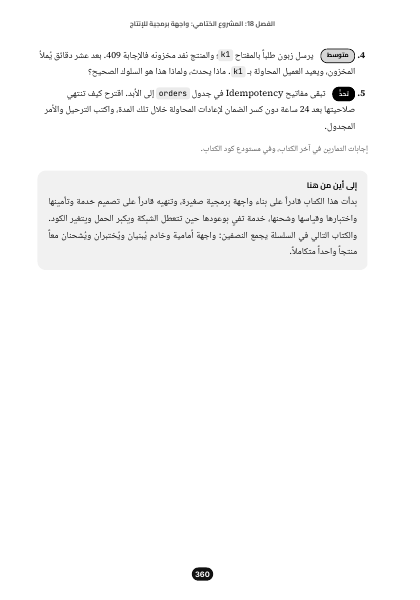 الفصل 18: المشروع الختامي: واجهة برمجية للإنتاج
4. متوسط يرسل زبون طلباً بالمفتاح k1؛ والمنتج نفد مخزونه فالإجابة 409. بعد عشر دقائق يُملأ
المخزون، ويعيد العميل المحاولة بـ k1. ماذا يحدث، ولماذا هذا هو السلوك الصحيح؟
5. تحدٍّ تبقى مفاتيح Idempotency في جدول orders إلى الأبد. اقترح كيف تنتهي
صلاحيتها بعد 24 ساعة دون كسر الضمان لإعادات المحاولة خلال تلك المدة، واكتب الترحيل والأمر
المجدول.
إجابات التمارين في آخر الكتاب، وفي مستودع كود الكتاب.
إلى أين من هنا
بدأت هذا الكتاب قادراً على بناء واجهة برمجية صغيرة، وتنهيه قادراً على تصميم خدمة وتأمينها
واختبارها وقياسها وشحنها، خدمة تفي بوعودها حين تتعطل الشبكة ويكبر الحمل ويتغير الكود.
والكتاب التالي في السلسلة يجمع النصفين: واجهة أمامية وخادم يُبنيان ويُختبران ويُشحنان معاً
منتجاً واحداً متكاملاً.
360